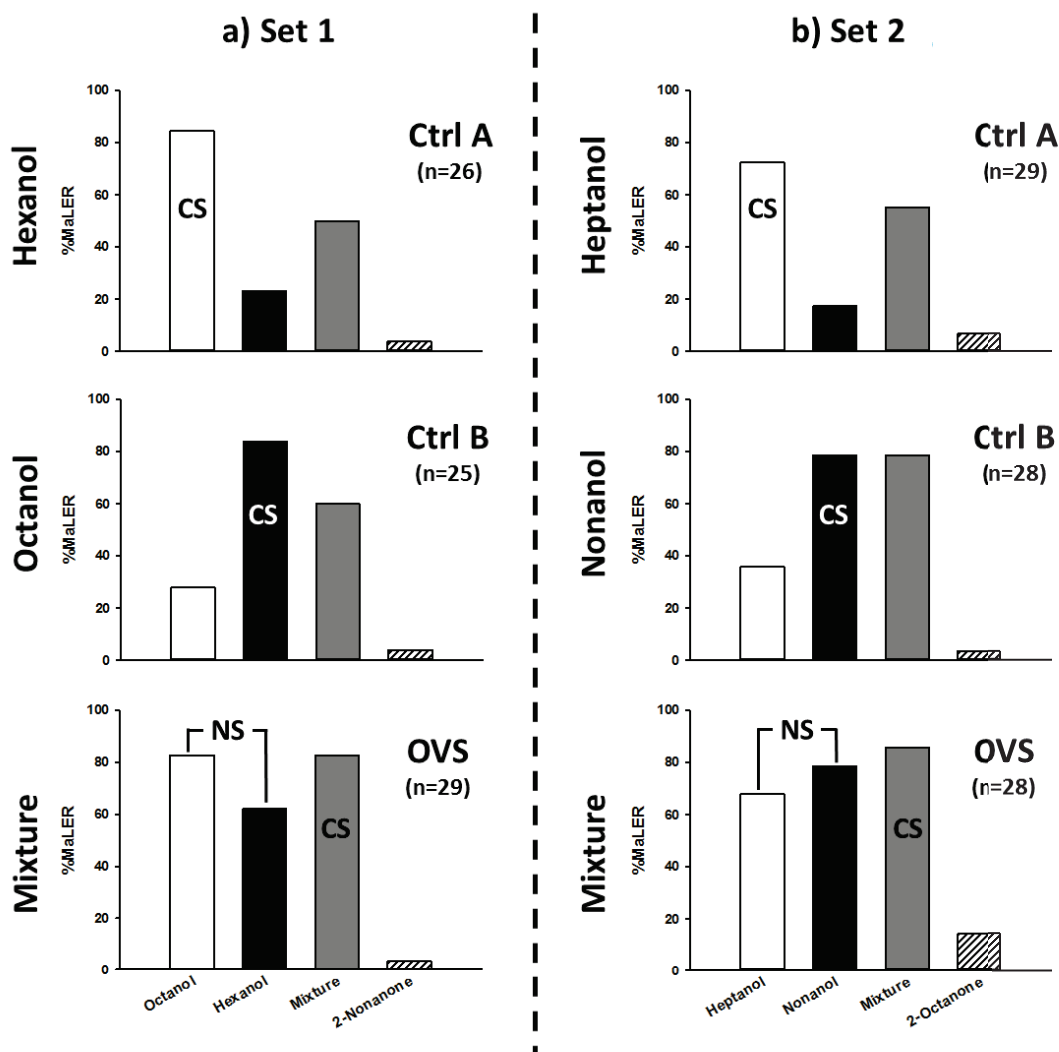 a) Set 1
Hexanol
%MaLER
100
80
60
40
20
0
CS
Ctrl A
(n=26)
Octanol
%MaLER
100
80
60
40
20
0
CS
Ctrl B
(n=25)
Mixture
%MaLER
100
80
60
40
20
0
NS
CS
OVS
(n=29)
Octanol
Hexanol
Mixture
2-Nonanone
b) Set 2
Heptanol
%MaLER
100
80
60
40
20
0
CS
Ctrl A
(n=29)
Nonanol
%MaLER
100
80
60
40
20
0
CS
Ctrl B
(n=28)
Mixture
%MaLER
100
80
60
40
20
0
NS
CS
OVS
(n=28)
Heptanol
Nonanol
Mixture
2-Octanone